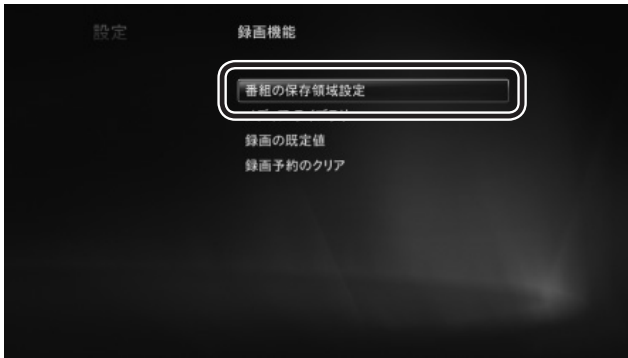 設定
録画機能
番組の保存領域設定
録画の既定値
録画予約のクリア